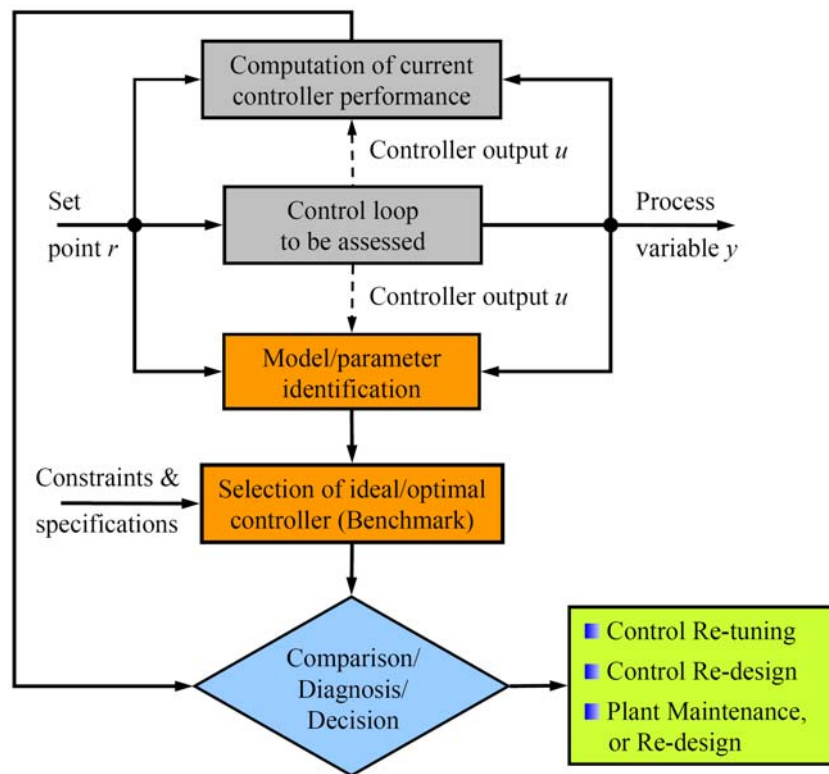 Computation of current
controller performance
Controller output u
Set
point r
Control loop
to be assessed
Process
variable y
Controller output u
Model/parameter
identification
Constraints &
specifications
Selection of ideal/optimal
controller (Benchmark)
Comparison/
Diagnosis/
Decision
Control Re-tuning
Control Re-design
Plant Maintenance,
or Re-design